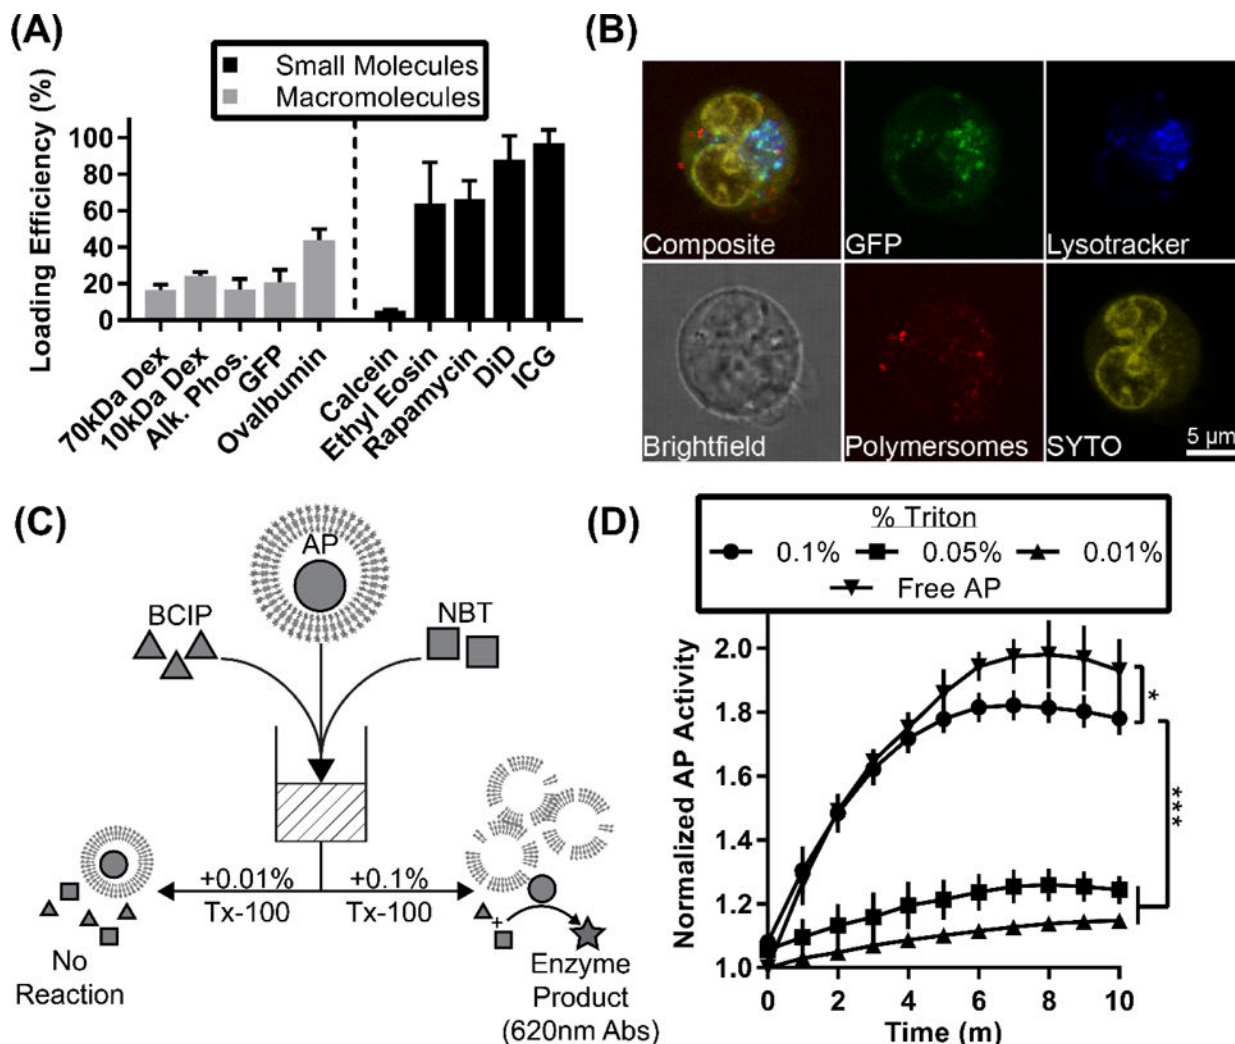 (A)
Small Molecules
Macromolecules
Loading Efficiency (%)
100
80
60
40
20
0
70kDa Dex
10kDa Dex
Alk. Phos.
GFP
Ovalbumin
Calcein
Ethyl Eosin
Rapamycin
DiD
ICG
(B)
Composite
GFP
Lysotracker
Brightfield
Polymersomes
SYTO
5 µm
(C)
AP
BCIP
NBT
+0.01%
Tx-100
+0.1%
Tx-100
+
No
Reaction
Enzyme
Product
(620nm Abs)
(D)
% Triton
0.1%
0.05%
0.01%
Free AP
Normalized AP Activity
2.0
1.8
1.6
1.4
1.2
1.0
0
2
4
6
8
10
Time (m)
*
***